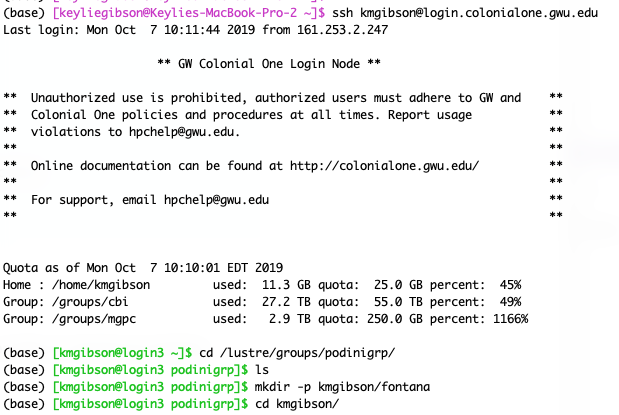 (base) [keyliegibson@Keylies-MacBook-Pro-2 ~]$ ssh kmgibson@login.colonialone.gwu.edu
Last login: Mon Oct  7 10:11:44 2019 from 161.253.2.247
** GW Colonial One Login Node **
**  Unauthorized use is prohibited, authorized users must adhere to GW and    **
**  Colonial One policies and procedures at all times. Report usage           **
**  violations to hpchelp@gwu.edu.                                            **
**                                                                            **
**  Online documentation can be found at http://colonialone.gwu.edu/          **
**                                                                            **
**  For support, email hpchelp@gwu.edu                                        **
**                                                                            **
Quota as of Mon Oct  7 10:10:01 EDT 2019
Home : /home/kmgibson         used:  11.3 GB quota:  25.0 GB percent:  45%
Group: /groups/cbi            used:  27.2 TB quota:  55.0 TB percent:  49%
Group: /groups/mgpc           used:   2.9 TB quota: 250.0 GB percent: 1166%
(base) [kmgibson@login3 ~]$ cd /lustre/groups/podinigrp/
(base) [kmgibson@login3 podinigrp]$ ls
(base) [kmgibson@login3 podinigrp]$ mkdir -p kmgibson/fontana
(base) [kmgibson@login3 podinigrp]$ cd kmgibson/